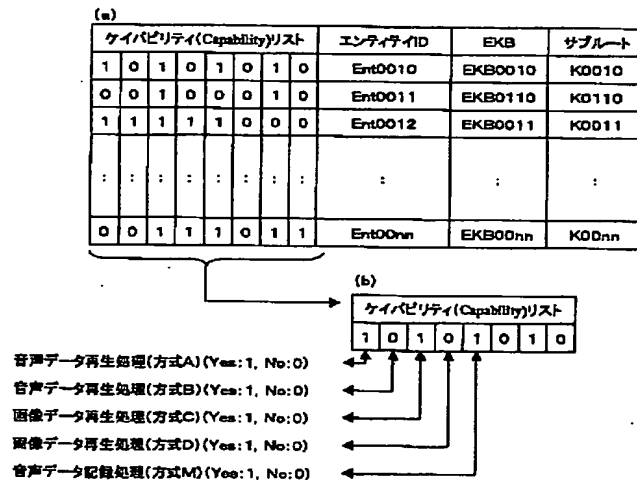 (a)
ケイパビリティ(Capability)リスト エンティティID EKB サブルート
1 0 1 0 1 0 1 0 Ent0010 EKB0010 K0010
0 0 1 0 0 0 1 0 Ent0011 EKB0110 K0110
1 1 1 1 1 0 0 0 Ent0012 EKB0011 K0011
: : : : : : : : : : :
0 0 1 1 1 0 1 1 Ent00nn EKB00nn K00nn
(b)
ケイパビリティ(Capability)リスト
1 0 1 0 1 0 1 0
音声データ再生処理(方式A)(Yes:1, No:0)
音声データ再生処理(方式B)(Yes:1, No:0)
画像データ再生処理(方式C)(Yes:1, No:0)
画像データ再生処理(方式D)(Yes:1, No:0)
音声データ記録処理(方式M)(Yes:1, No:0)